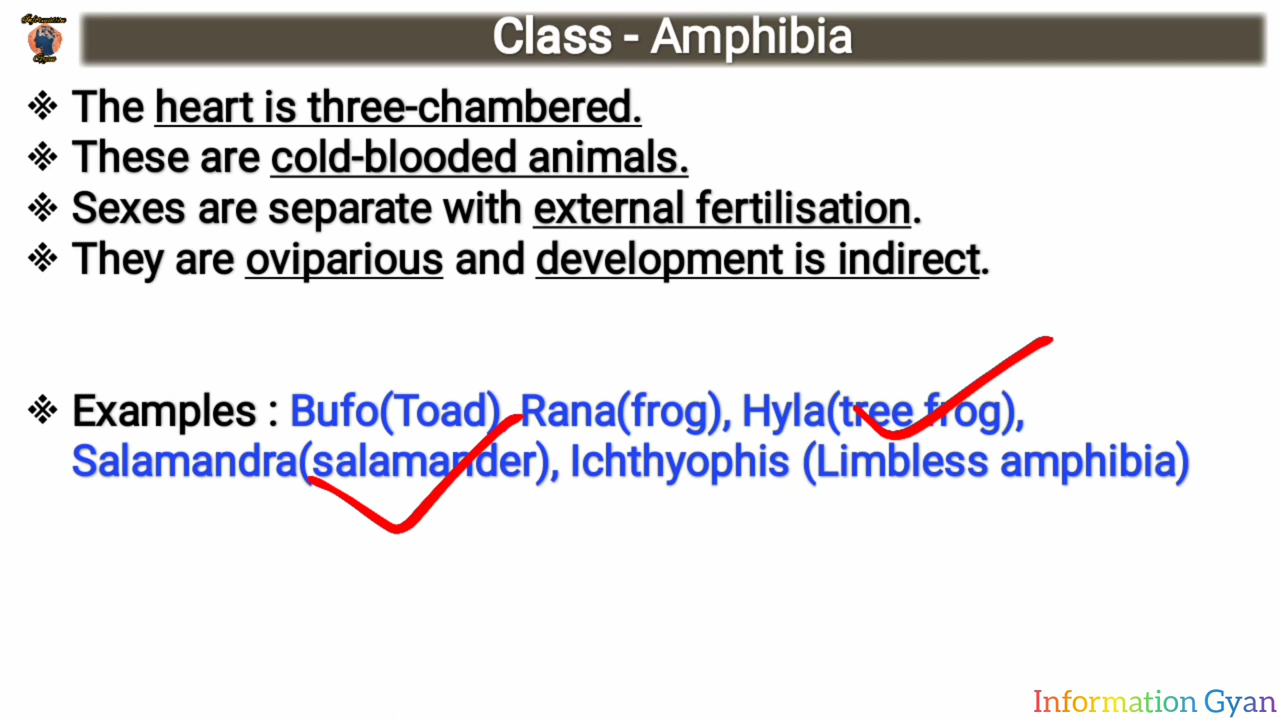 Information
Gyan
Class - Amphibia
❖ The heart is three-chambered.
❖ These are cold-blooded animals.
❖ Sexes are separate with external fertilisation.
❖ They are oviparious and development is indirect.
❖ Examples : Bufo(Toad), Rana(frog), Hyla(tree frog),
Salamandra(salamander), Ichthyophis (Limbless amphibia)
Information Gyan